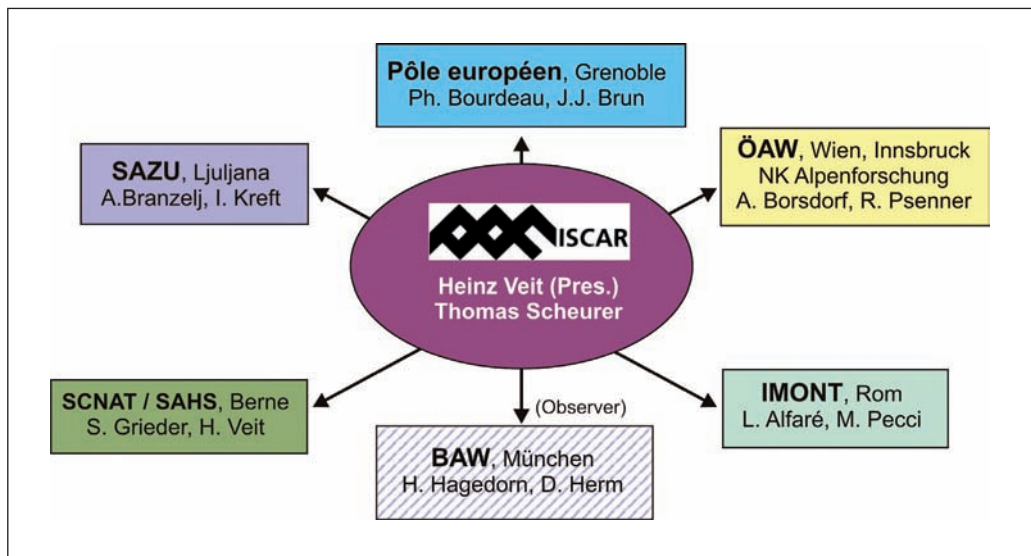 Pôle européen, Grenoble
Ph. Bourdeau, J.J. Brun
SAZU, Ljuljana
A.Branzelj, I. Kreft
ÖAW, Wien, Innsbruck
NK Alpenforschung
A. Borsdorf, R. Psenner
ISCAR
Heinz Veit (Pres.)
Thomas Scheurer
SCNAT / SAHS, Berne
S. Grieder, H. Veit
(Observer)
BAW, München
H. Hagedorn, D. Herm
IMONT, Rom
L. Alfaré, M. Pecci